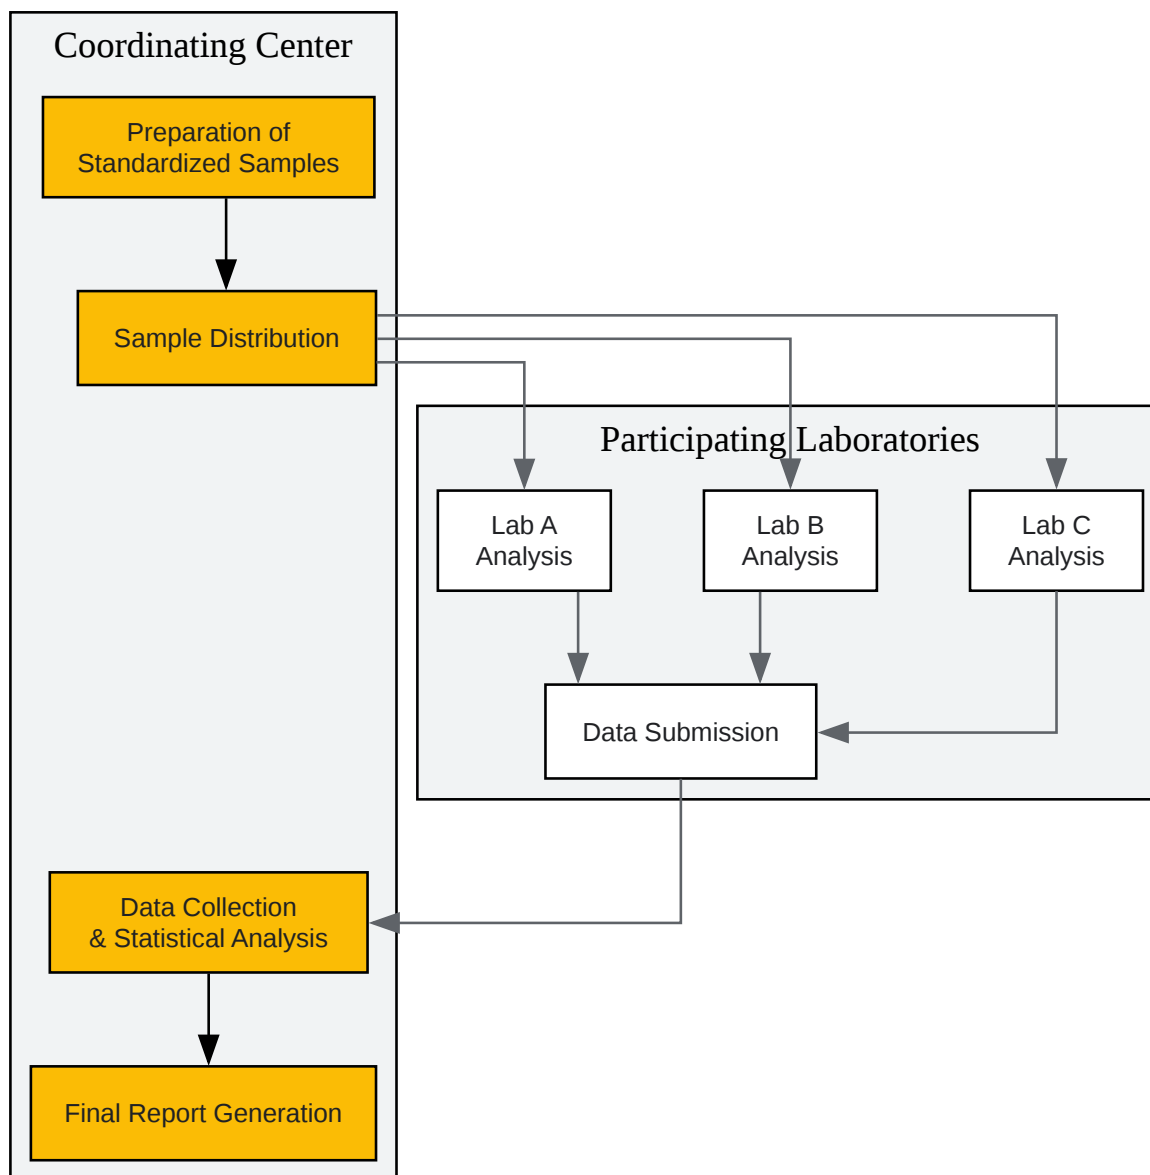 Coordinating Center
Preparation of
Standardized Samples
Sample Distribution
Participating Laboratories
Lab A
Analysis
Lab B
Analysis
Lab C
Analysis
Data Submission
Data Collection
& Statistical Analysis
Final Report Generation